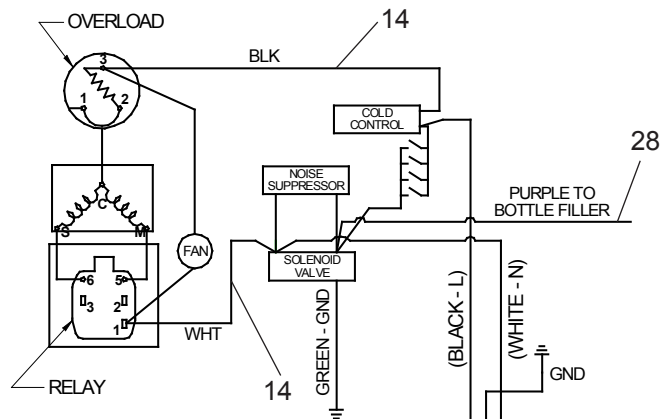 OVERLOAD
14
3
BLK
1
2
COLD
CONTROL
28
NOISE
SUPPRESSOR
PURPLE TO
BOTTLE FILLER
C
S
M
FAN
SOLENOID
VALVE
6
5
3
2
1
WHT
GREEN - GND
(BLACK - L)
(WHITE - N)
GND
RELAY
14